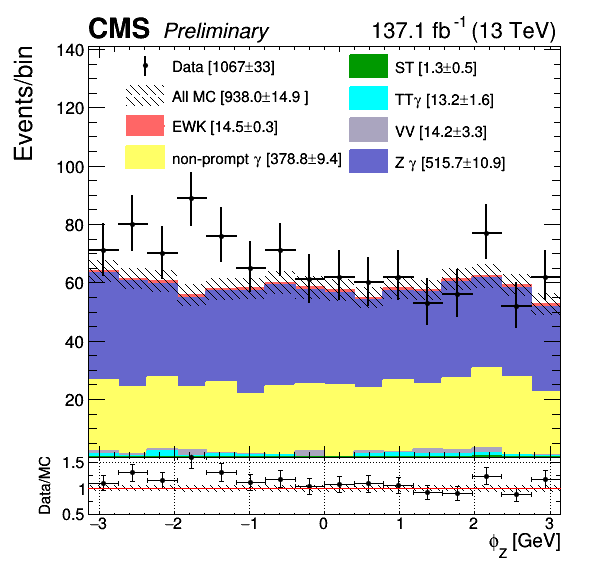 CMS Preliminary 137.1 fb⁻¹ (13 TeV)
Events/bin
140
120
100
80
60
40
20
Data [1067±33]
All MC [938.0±14.9 ]
EWK [14.5±0.3]
non-prompt γ [378.8±9.4]
ST [1.3±0.5]
TTγ [13.2±1.6]
VV [14.2±3.3]
Z γ [515.7±10.9]
Data/MC
1.5
1
0.5
−3 −2 −1 0 1 2 3
ϕ_Z [GeV]